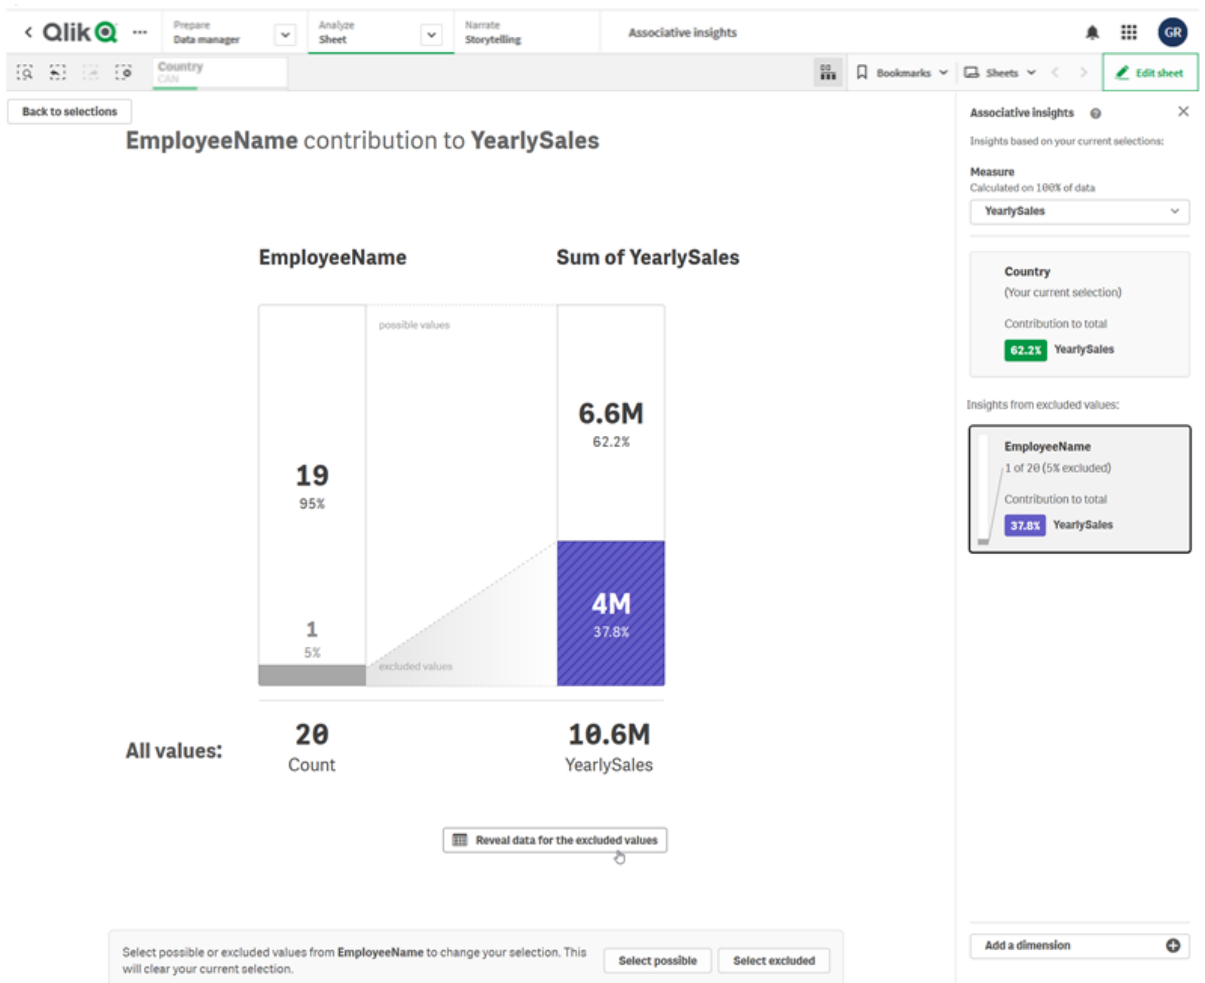 Qlik
Prepare
Data manager
Analyze
Sheet
Narrate
Storytelling
Associative insights
GR
Country
CAN
Bookmarks
Sheets
Edit sheet
Back to selections
EmployeeName contribution to YearlySales
EmployeeName
Sum of YearlySales
possible values
6.6M
62.2%
19
95%
4M
37.8%
1
5%
excluded values
All values:
20
Count
10.6M
YearlySales
Reveal data for the excluded values
Select possible or excluded values from EmployeeName to change your selection. This
will clear your current selection.
Select possible
Select excluded
Associative insights
Insights based on your current selections:
Measure
Calculated on 100% of data
YearlySales
Country
(Your current selection)
Contribution to total
62.2% YearlySales
Insights from excluded values:
EmployeeName
1 of 20 (5% excluded)
Contribution to total
37.8% YearlySales
Add a dimension